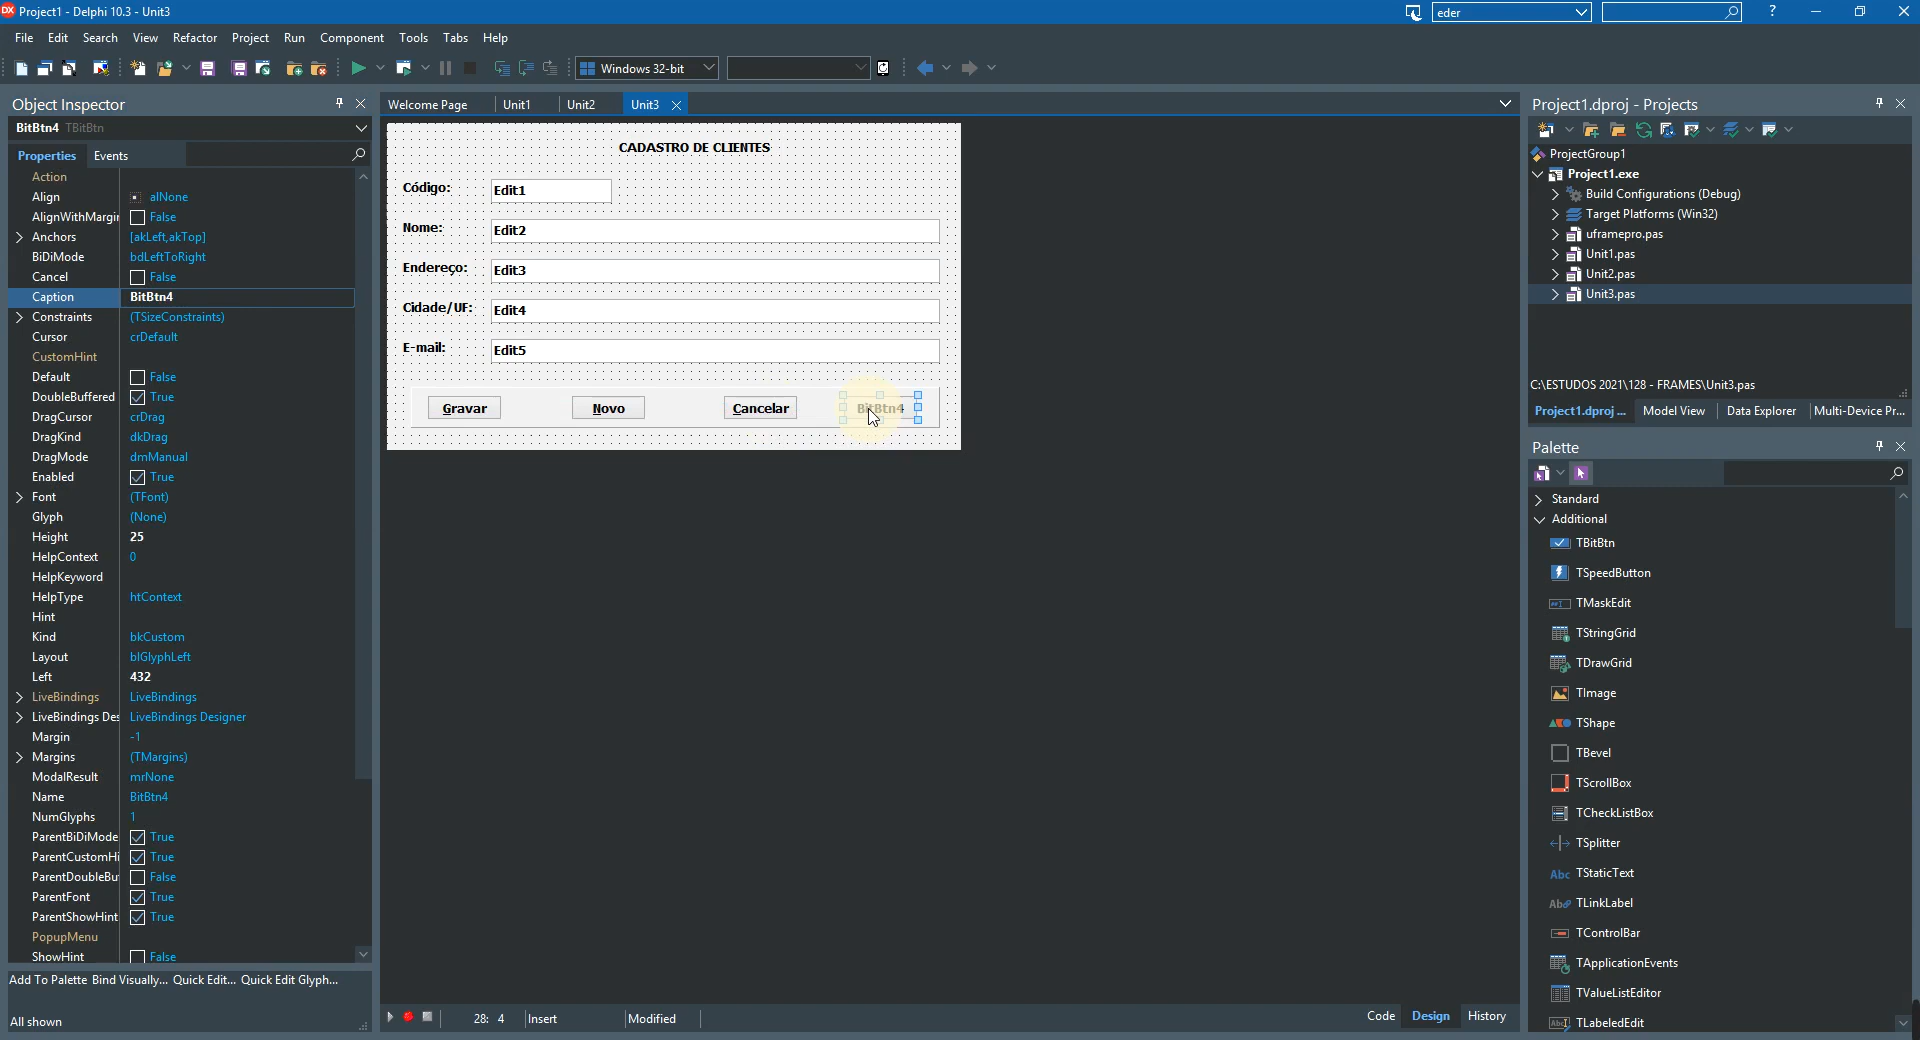 Project1 - Delphi 10.3 - Unit3
eder
?
File Edit Search View Refactor Project Run Component Tools Tabs Help
Windows 32-bit
Object Inspector
BitBtn4 TBitBtn
Properties Events
Action
Align alNone
AlignWithMargin False
Anchors [akLeft,akTop]
BiDiMode bdLeftToRight
Cancel False
Caption BitBtn4
Constraints (TSizeConstraints)
Cursor crDefault
CustomHint
Default False
DoubleBuffered True
DragCursor crDrag
DragKind dkDrag
DragMode dmManual
Enabled True
Font (TFont)
Glyph (None)
Height 25
HelpContext 0
HelpKeyword
HelpType htContext
Hint
Kind bkCustom
Layout blGlyphLeft
Left 432
LiveBindings LiveBindings
LiveBindings Des LiveBindings Designer
Margin -1
Margins (TMargins)
ModalResult mrNone
Name BitBtn4
NumGlyphs 1
ParentBiDiMode True
ParentCustomHi True
ParentDoubleBu False
ParentFont True
ParentShowHint True
PopupMenu
ShowHint False
Add To Palette Bind Visually... Quick Edit... Quick Edit Glyph...
All shown
Welcome Page Unit1 Unit2 Unit3
CADASTRO DE CLIENTES
Código: Edit1
Nome: Edit2
Endereço: Edit3
Cidade/UF: Edit4
E-mail: Edit5
Gravar Novo Cancelar BitBtn4
28: 4 Insert Modified
Code Design History
Project1.dproj - Projects
ProjectGroup1
Project1.exe
Build Configurations (Debug)
Target Platforms (Win32)
uframepro.pas
Unit1.pas
Unit2.pas
Unit3.pas
C:\ESTUDOS 2021\128 - FRAMES\Unit3.pas
Project1.dproj ... Model View Data Explorer Multi-Device Pr...
Palette
Standard
Additional
TBitBtn
TSpeedButton
TMaskEdit
TStringGrid
TDrawGrid
TImage
TShape
TBevel
TScrollBox
TCheckListBox
TSplitter
TStaticText
TLinkLabel
TControlBar
TApplicationEvents
TValueListEditor
TLabeledEdit